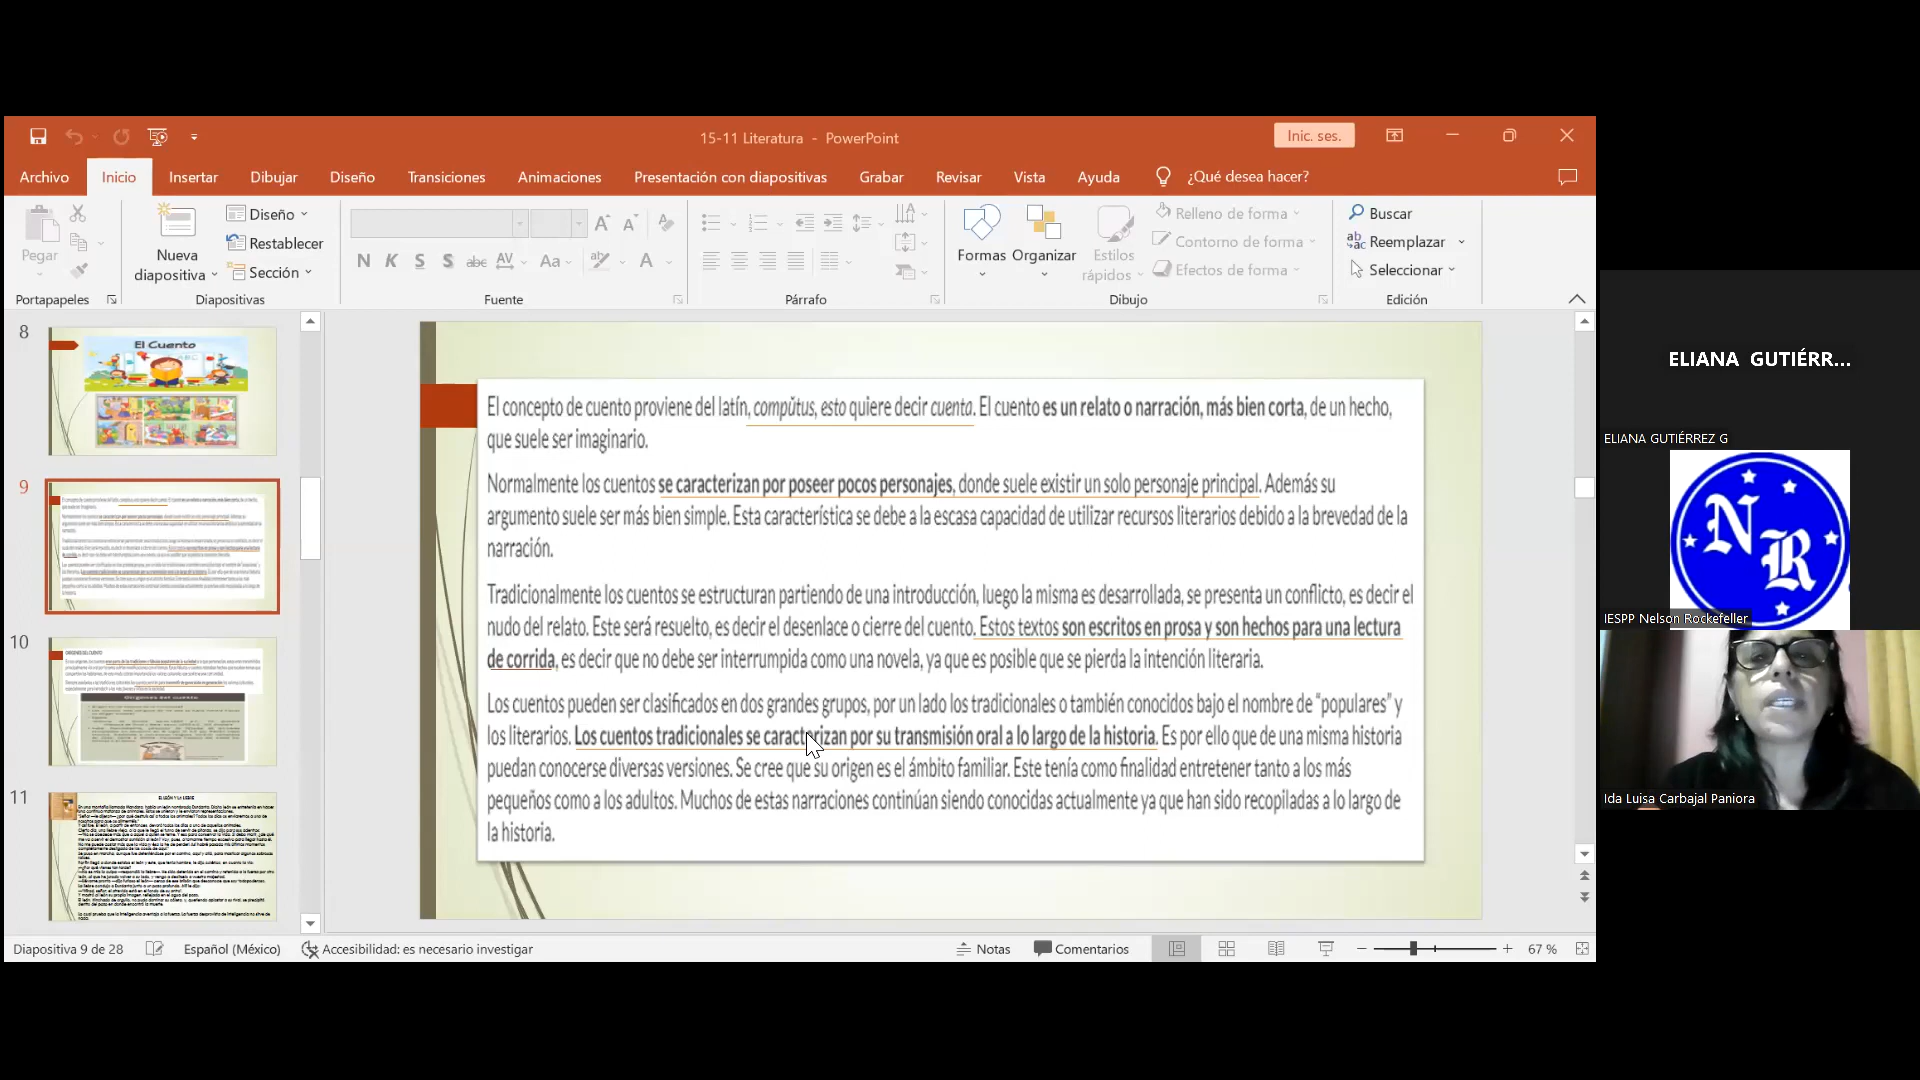 15-11 Literatura - PowerPoint
Inic. ses.
Archivo Inicio Insertar Dibujar Diseño Transiciones Animaciones Presentación con diapositivas Grabar Revisar Vista Ayuda ¿Qué desea hacer?
Pegar
Portapapeles
Nueva diapositiva
Diseño
Restablecer
Sección
Diapositivas
N K S S abc AV Aa A
Fuente
Párrafo
Formas
Organizar
Estilos rápidos
Relleno de forma
Contorno de forma
Efectos de forma
Dibujo
Buscar
Reemplazar
Seleccionar
Edición
8
El Cuento
9
10
ORIGENES DEL CUENTO
11
EL LEÓN Y LA LIEBRE
El concepto de cuento proviene del latín, compŭtus, esto quiere decir cuenta. El cuento es un relato o narración, más bien corta, de un hecho,
que suele ser imaginario.
Normalmente los cuentos se caracterizan por poseer pocos personajes, donde suele existir un solo personaje principal. Además su
argumento suele ser más bien simple. Esta característica se debe a la escasa capacidad de utilizar recursos literarios debido a la brevedad de la
narración.
Tradicionalmente los cuentos se estructuran partiendo de una introducción, luego la misma es desarrollada, se presenta un conflicto, es decir el
nudo del relato. Este será resuelto, es decir el desenlace o cierre del cuento. Estos textos son escritos en prosa y son hechos para una lectura
de corrida, es decir que no debe ser interrumpida como una novela, ya que es posible que se pierda la intención literaria.
Los cuentos pueden ser clasificados en dos grandes grupos, por un lado los tradicionales o también conocidos bajo el nombre de “populares” y
los literarios. Los cuentos tradicionales se caracterizan por su transmisión oral a lo largo de la historia. Es por ello que de una misma historia
puedan conocerse diversas versiones. Se cree que su origen es el ámbito familiar. Este tenía como finalidad entretener tanto a los más
pequeños como a los adultos. Muchos de estas narraciones continúan siendo conocidas actualmente ya que han sido recopiladas a lo largo de
la historia.
Diapositiva 9 de 28 Español (México) Accesibilidad: es necesario investigar Notas Comentarios 67 %
ELIANA GUTIÉRR...
ELIANA GUTIÉRREZ G
NR
IESPP Nelson Rockefeller
Ida Luisa Carbajal Paniora